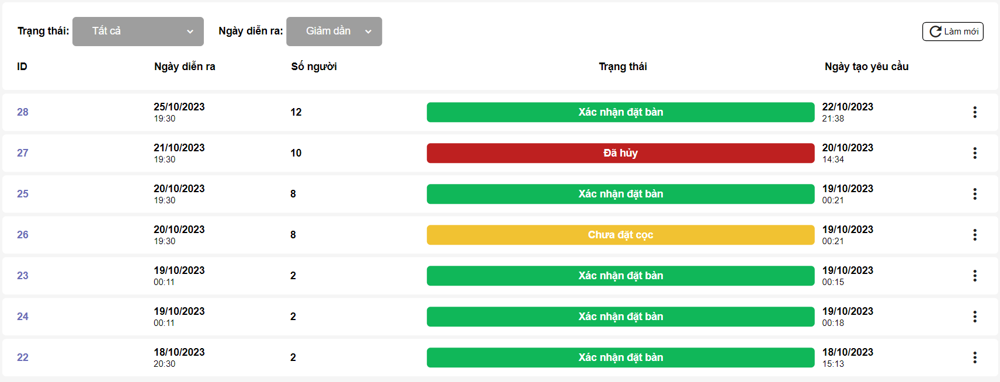 Trạng thái: Tất cả Ngày diễn ra: Giảm dần Làm mới
ID Ngày diễn ra Số người Trạng thái Ngày tạo yêu cầu
28 25/10/2023 12 Xác nhận đặt bàn 22/10/2023
19:30 21:38
27 21/10/2023 10 Đã hủy 20/10/2023
19:30 14:34
25 20/10/2023 8 Xác nhận đặt bàn 19/10/2023
19:30 00:21
26 20/10/2023 8 Chưa đặt cọc 19/10/2023
19:30 00:21
23 19/10/2023 2 Xác nhận đặt bàn 19/10/2023
00:11 00:15
24 19/10/2023 2 Xác nhận đặt bàn 19/10/2023
00:11 00:18
22 18/10/2023 2 Xác nhận đặt bàn 18/10/2023
20:30 15:13